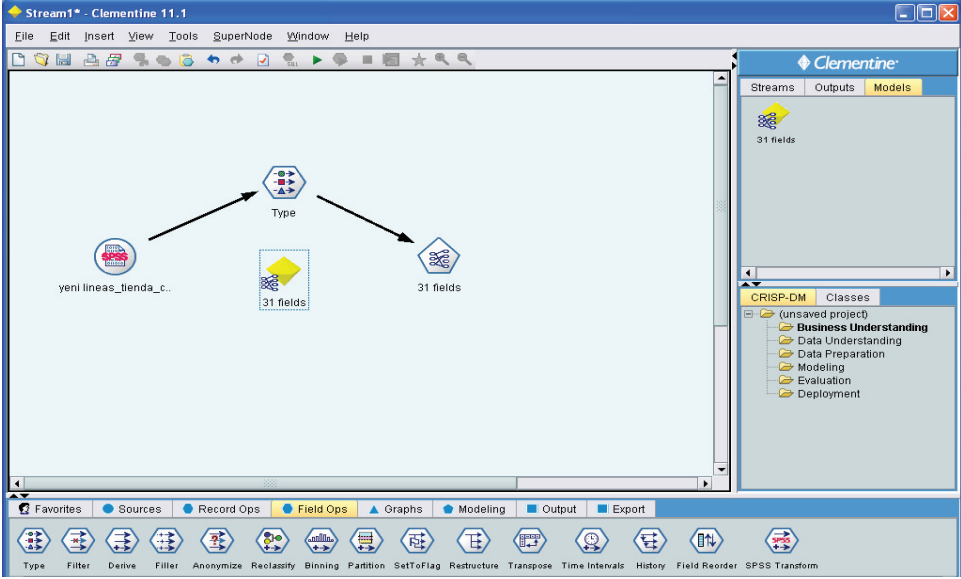 Stream1* - Clementine 11.1
File Edit Insert View Tools SuperNode Window Help
Clementine
Streams Outputs Models
31 fields
Type
SPSS
yeni lineas_tienda_c..
31 fields
31 fields
CRISP-DM Classes
(unsaved project)
Business Understanding
Data Understanding
Data Preparation
Modeling
Evaluation
Deployment
Favorites Sources Record Ops Field Ops Graphs Modeling Output Export
SPSS
Type Filter Derive Filler Anonymize Reclassify Binning Partition SetToFlag Restructure Transpose Time Intervals History Field Reorder SPSS Transform